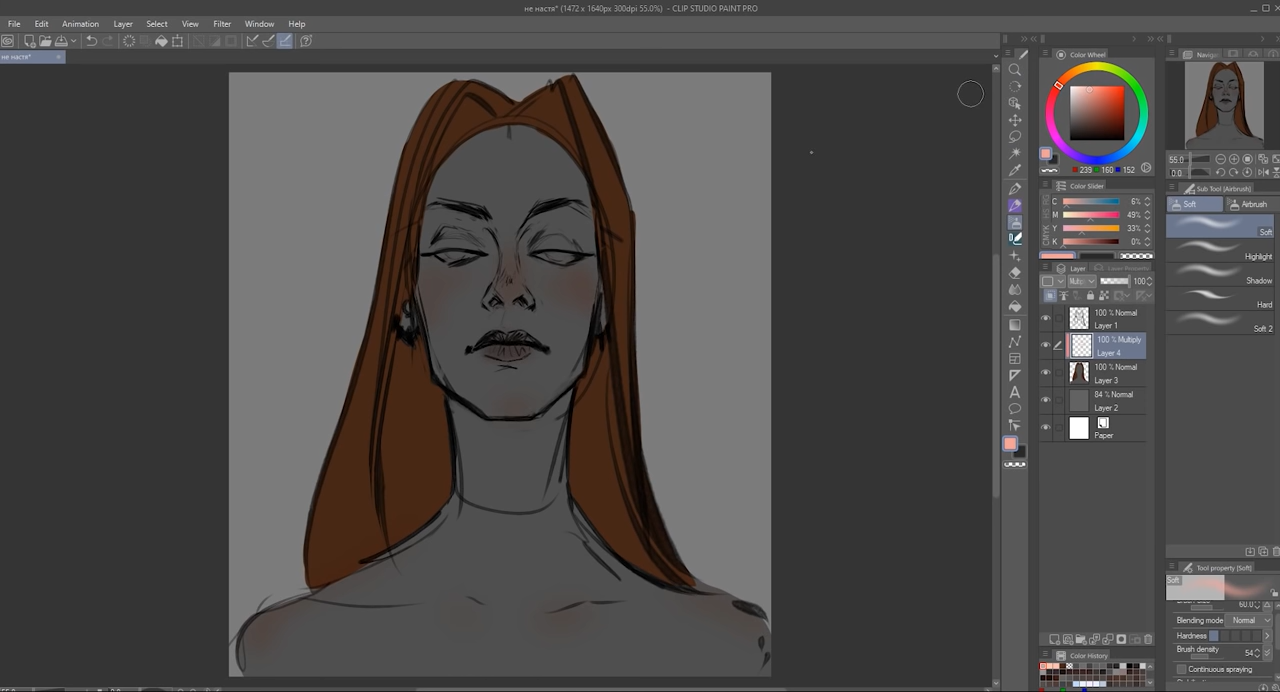 не настя* (1472 x 1640px 300dpi 55.0%) - CLIP STUDIO PAINT PRO
File Edit Animation Layer Select View Filter Window Help
не настя*
Color Wheel
239 160 152
Color Slider
C 6%
M 49%
Y 33%
K 0%
CMYK
Layer
Layer Property
100
100 % Normal
Layer 1
100 % Multiply
Layer 4
100 % Normal
Layer 3
84 % Normal
Layer 2
Paper
Color History
55.0
0.0
Sub Tool (Airbrush)
Soft Airbrush
Soft
Highlight
Shadow
Hard
Soft 2
Tool property (Soft)
Soft
60.0
Blending mode Normal
Hardness
Brush density 54
Continuous spraying